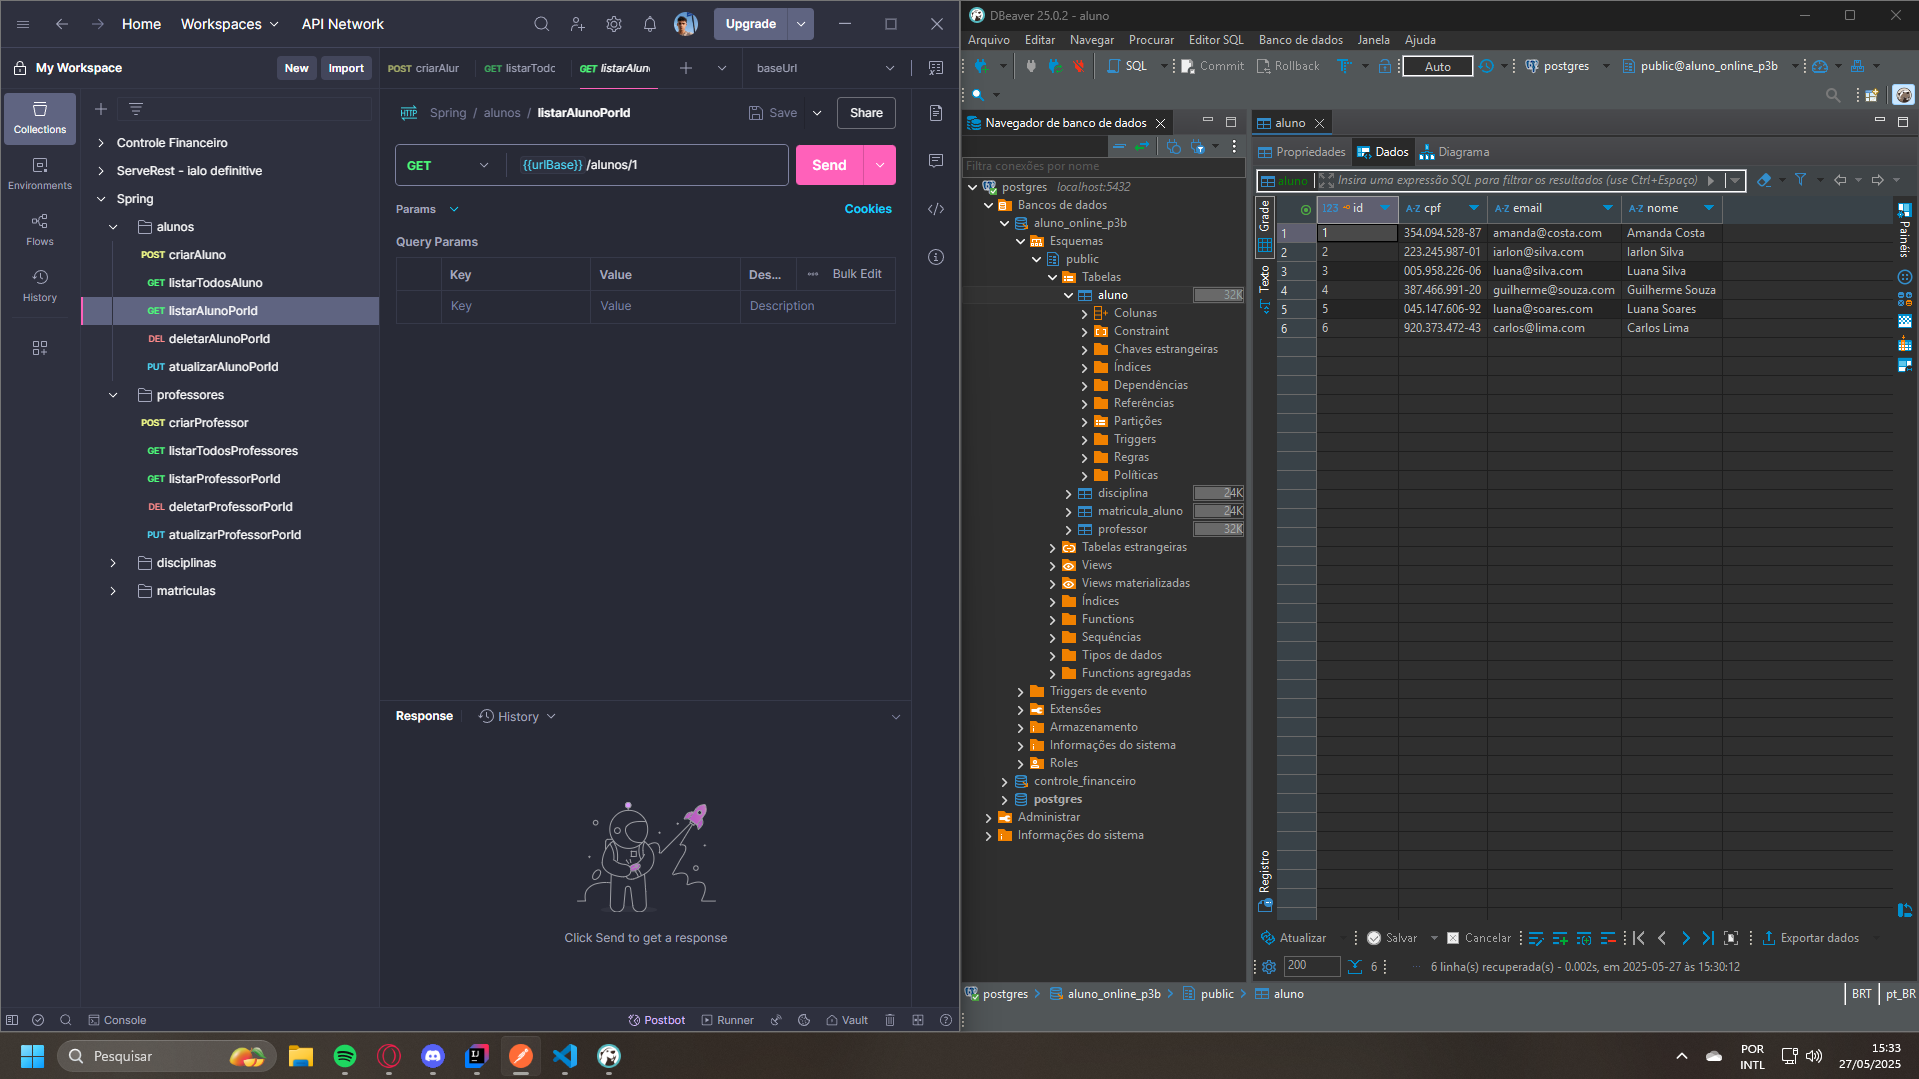 Home
Workspaces
API Network
Upgrade
My Workspace
New
Import
POST criarAlur
GET listarTodc
GET listarAlun
baseUrl
Collections
Environments
Flows
History
Controle Financeiro
ServeRest - ialo definitive
Spring
alunos
POST criarAluno
GET listarTodosAluno
GET listarAlunoPorId
DEL deletarAlunoPorId
PUT atualizarAlunoPorId
professores
POST criarProfessor
GET listarTodosProfessores
GET listarProfessorPorId
DEL deletarProfessorPorId
PUT atualizarProfessorPorId
disciplinas
matriculas
HTTP Spring / alunos / listarAlunoPorId
Save
Share
GET
{{urlBase}} /alunos/1
Send
Params
Cookies
Query Params
Key Value Des... Bulk Edit
Key Value Description
Response
History
Click Send to get a response
Console
Postbot
Runner
Vault
DBeaver 25.0.2 - aluno
Arquivo Editar Navegar Procurar Editor SQL Banco de dados Janela Ajuda
SQL Commit Rollback Auto postgres public@aluno_online_p3b
Navegador de banco de dados
Filtra conexões por nome
postgres localhost:5432
Bancos de dados
aluno_online_p3b
Esquemas
public
Tabelas
aluno 32K
Colunas
Constraint
Chaves estrangeiras
Índices
Dependências
Referências
Partições
Triggers
Regras
Políticas
disciplina 24K
matricula_aluno 24K
professor 32K
Tabelas estrangeiras
Views
Views materializadas
Índices
Functions
Sequências
Tipos de dados
Functions agregadas
Triggers de evento
Extensões
Armazenamento
Informações do sistema
Roles
controle_financeiro
postgres
Administrar
Informações do sistema
aluno
Propriedades Dados Diagrama
aluno Insira uma expressão SQL para filtrar os resultados (use Ctrl+Espaço)
Grade
Texto
Registro
Painéis
123 id A-Z cpf A-Z email A-Z nome
1 1 354.094.528-87 amanda@costa.com Amanda Costa
2 2 223.245.987-01 iarlon@silva.com Iarlon Silva
3 3 005.958.226-06 luana@silva.com Luana Silva
4 4 387.466.991-20 guilherme@souza.com Guilherme Souza
5 5 045.147.606-92 luana@soares.com Luana Soares
6 6 920.373.472-43 carlos@lima.com Carlos Lima
Atualizar Salvar Cancelar Exportar dados
200 6 6 linha(s) recuperada(s) - 0.002s, em 2025-05-27 às 15:30:12
postgres aluno_online_p3b public aluno
BRT pt_BR
Pesquisar
POR
INTL
15:33
27/05/2025